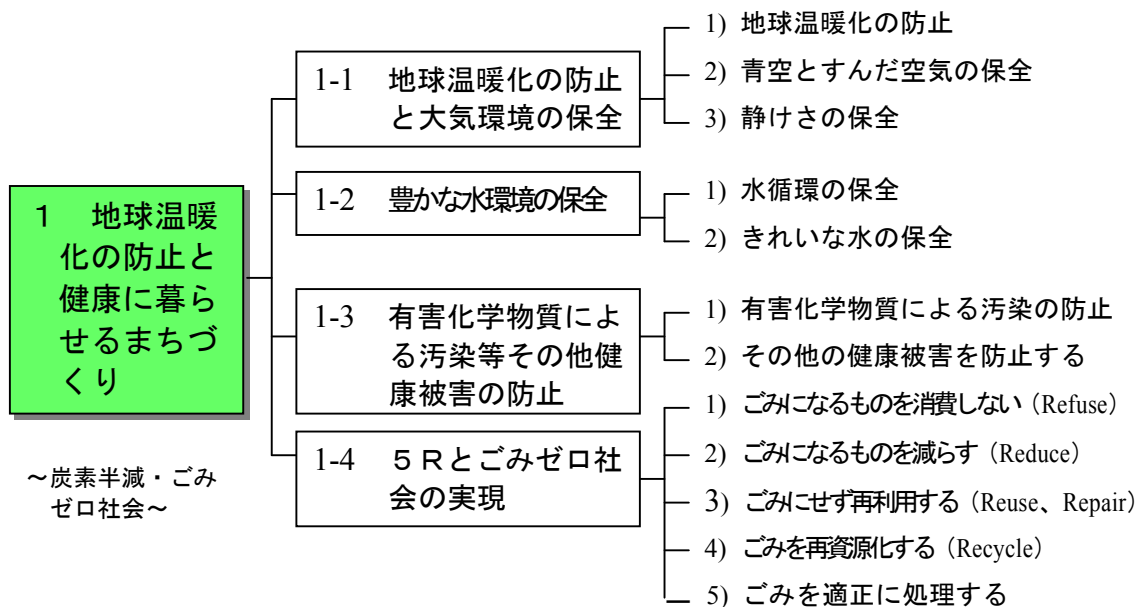 1　地球温暖
化の防止と
健康に暮ら
せるまちづ
くり
～炭素半減・ごみ
ゼロ社会～
1-1　地球温暖化の防止
と大気環境の保全
1) 地球温暖化の防止
2) 青空とすんだ空気の保全
3) 静けさの保全
1-2　豊かな水環境の保全
1) 水循環の保全
2) きれいな水の保全
1-3　有害化学物質によ
る汚染等その他健
康被害の防止
1) 有害化学物質による汚染の防止
2) その他の健康被害を防止する
1-4　５Ｒとごみゼロ社
会の実現
1) ごみになるものを消費しない（Refuse）
2) ごみになるものを減らす（Reduce）
3) ごみにせず再利用する（Reuse、Repair）
4) ごみを再資源化する（Recycle）
5) ごみを適正に処理する